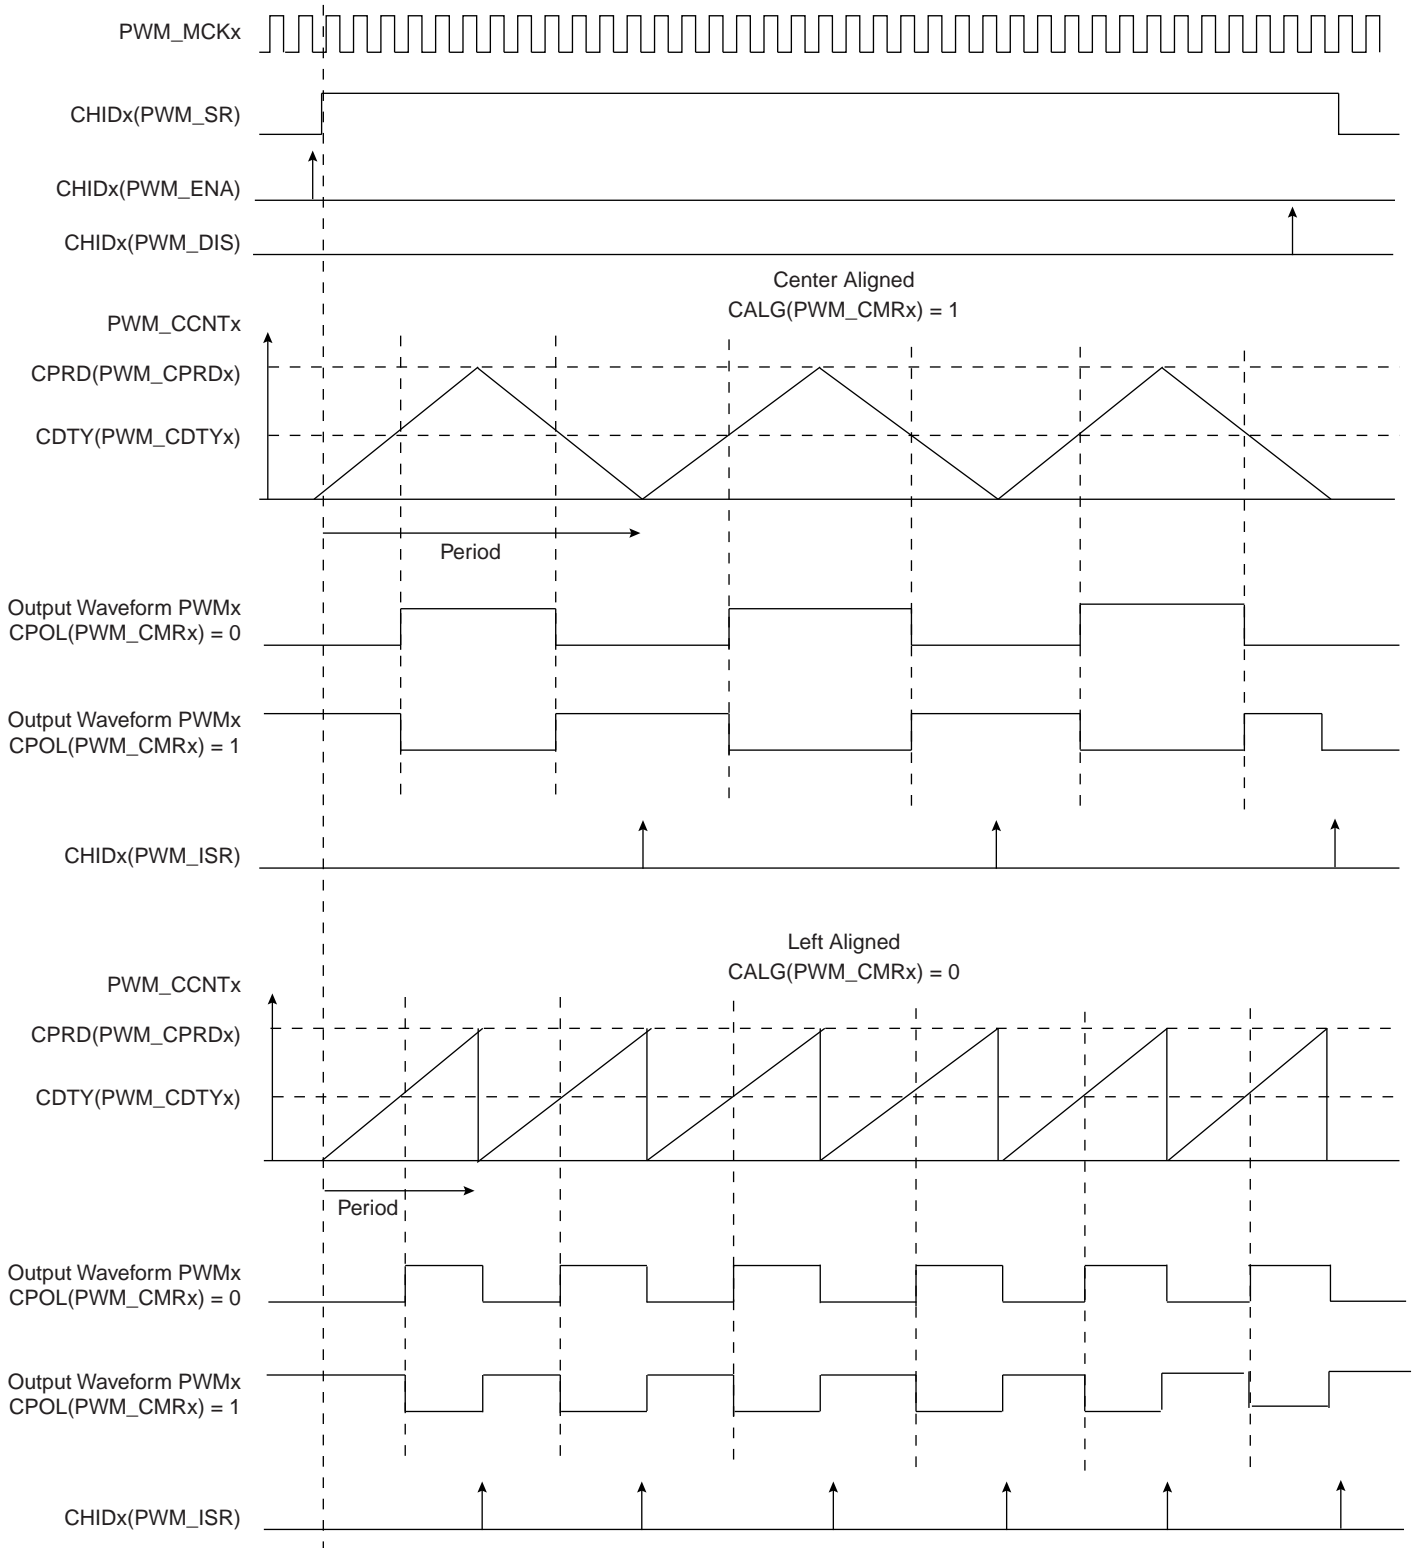 PWM_MCKx
CHIDx(PWM_SR)
CHIDx(PWM_ENA)
CHIDx(PWM_DIS)
Center Aligned
CALG(PWM_CMRx) = 1
PWM_CCNTx
CPRD(PWM_CPRDx)
CDTY(PWM_CDTYx)
Period
Output Waveform PWMx
CPOL(PWM_CMRx) = 0
Output Waveform PWMx
CPOL(PWM_CMRx) = 1
CHIDx(PWM_ISR)
Left Aligned
CALG(PWM_CMRx) = 0
PWM_CCNTx
CPRD(PWM_CPRDx)
CDTY(PWM_CDTYx)
Period
Output Waveform PWMx
CPOL(PWM_CMRx) = 0
Output Waveform PWMx
CPOL(PWM_CMRx) = 1
CHIDx(PWM_ISR)